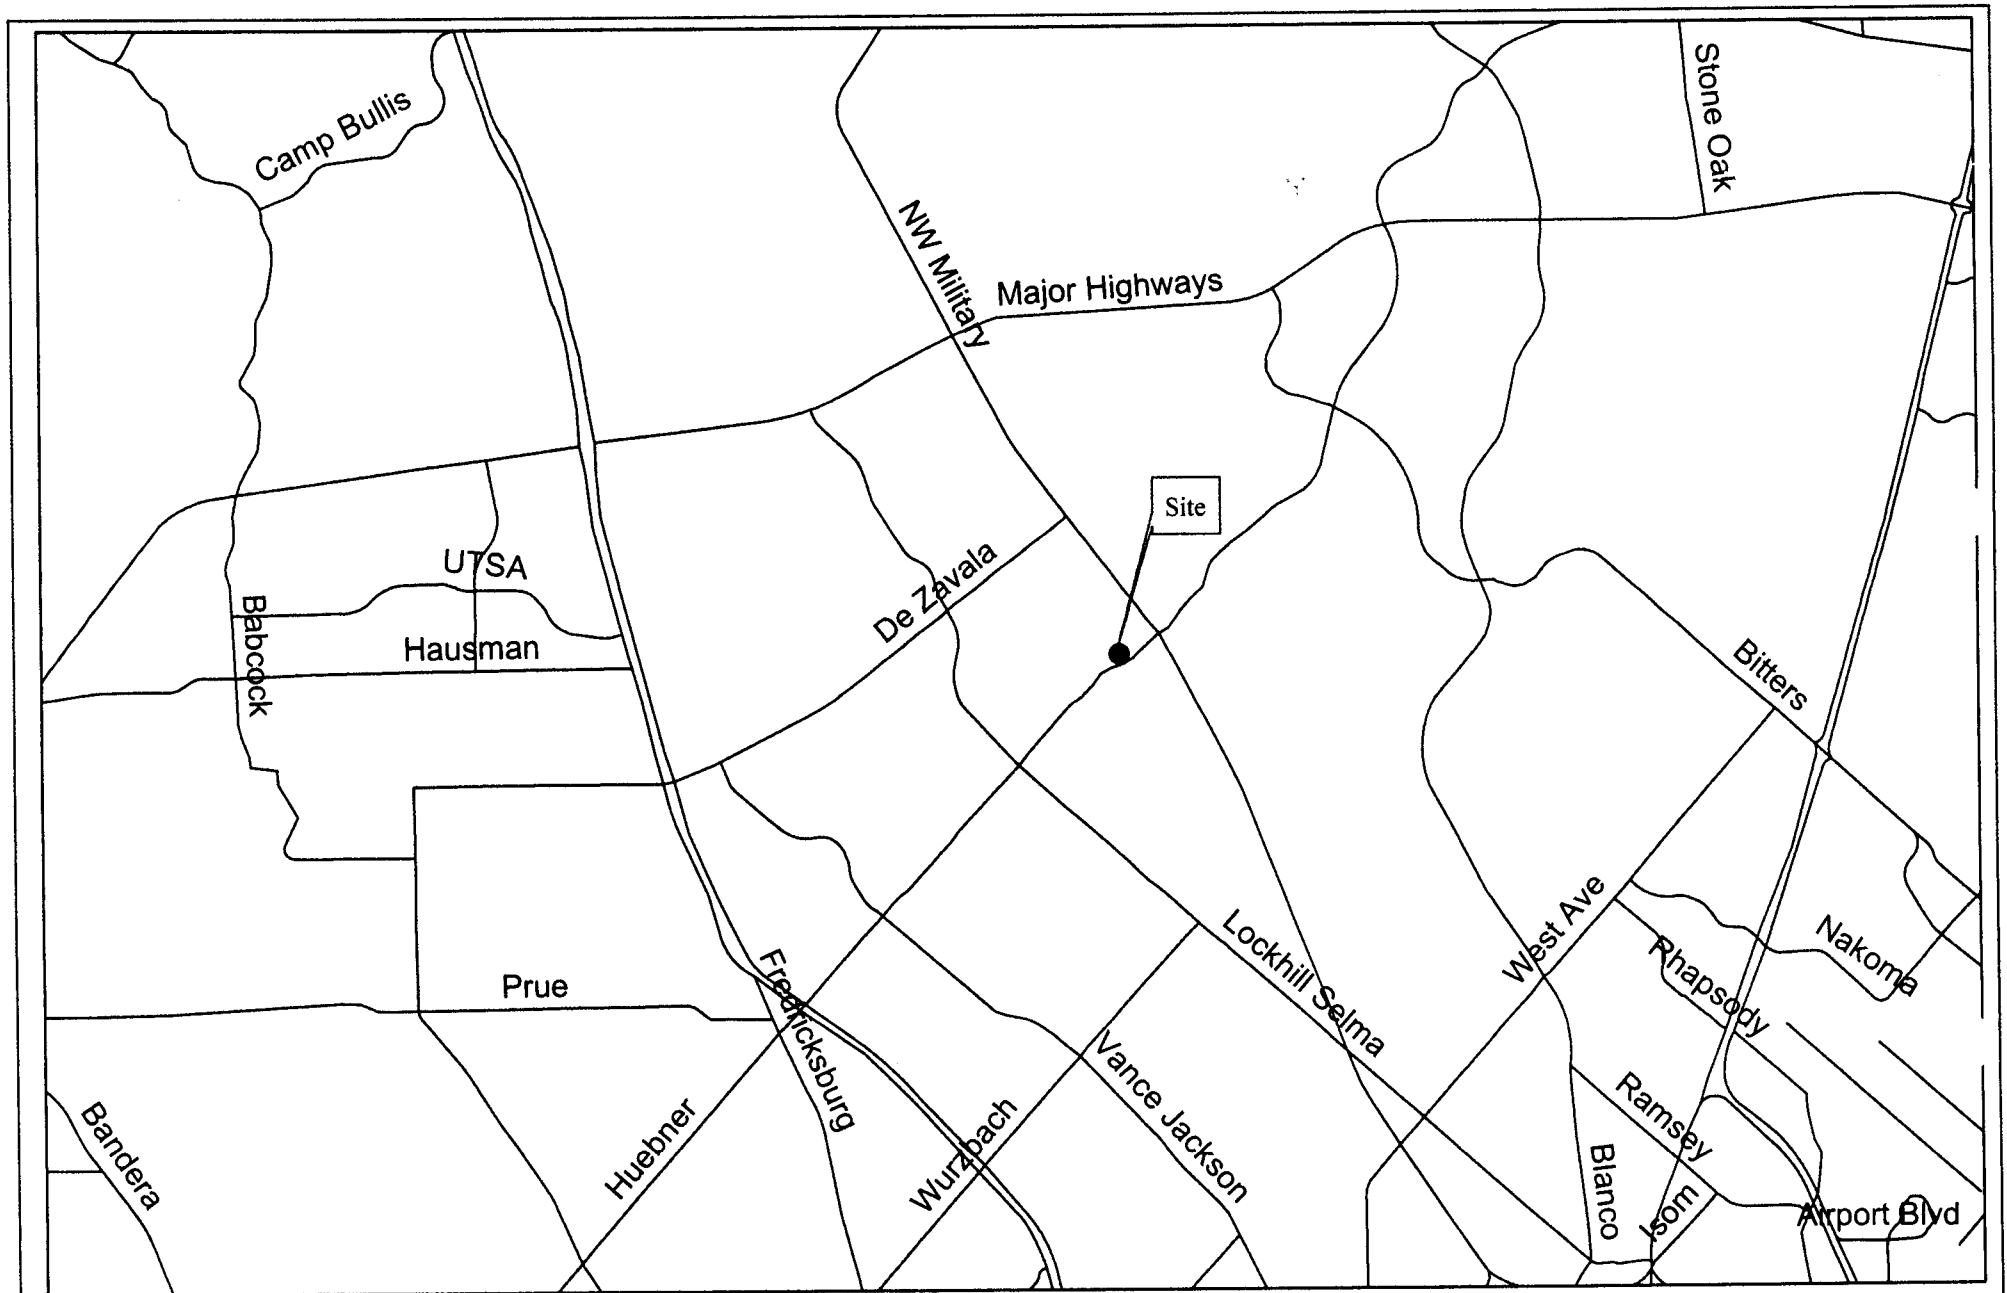 Stone Oak
Camp Bullis
NW Military
Major Highways
Site
UTSA
De Zavala
Babcock
Hausman
Bitters
West Ave
Lockhill Selma
Nakoma
Rhapsody
Prue
Fredricksburg
Vance Jackson
Ramsey
Bandera
Huebner
Wurzbach
Blanco
Isom
Airport Blvd